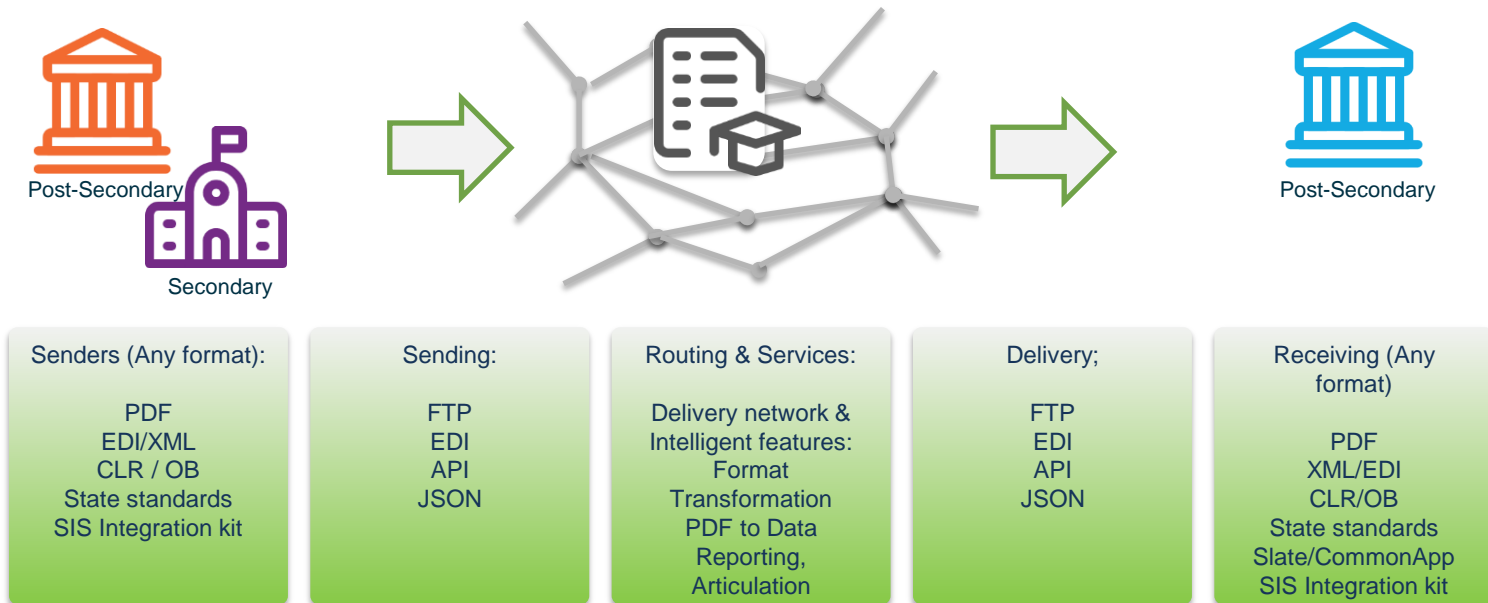 Post-Secondary
Secondary
Post-Secondary
Senders (Any format):
PDF
EDI/XML
CLR / OB
State standards
SIS Integration kit
Sending:
FTP
EDI
API
JSON
Routing & Services:
Delivery network &
Intelligent features:
Format
Transformation
PDF to Data
Reporting,
Articulation
Delivery;
FTP
EDI
API
JSON
Receiving (Any
format)
PDF
XML/EDI
CLR/OB
State standards
Slate/CommonApp
SIS Integration kit